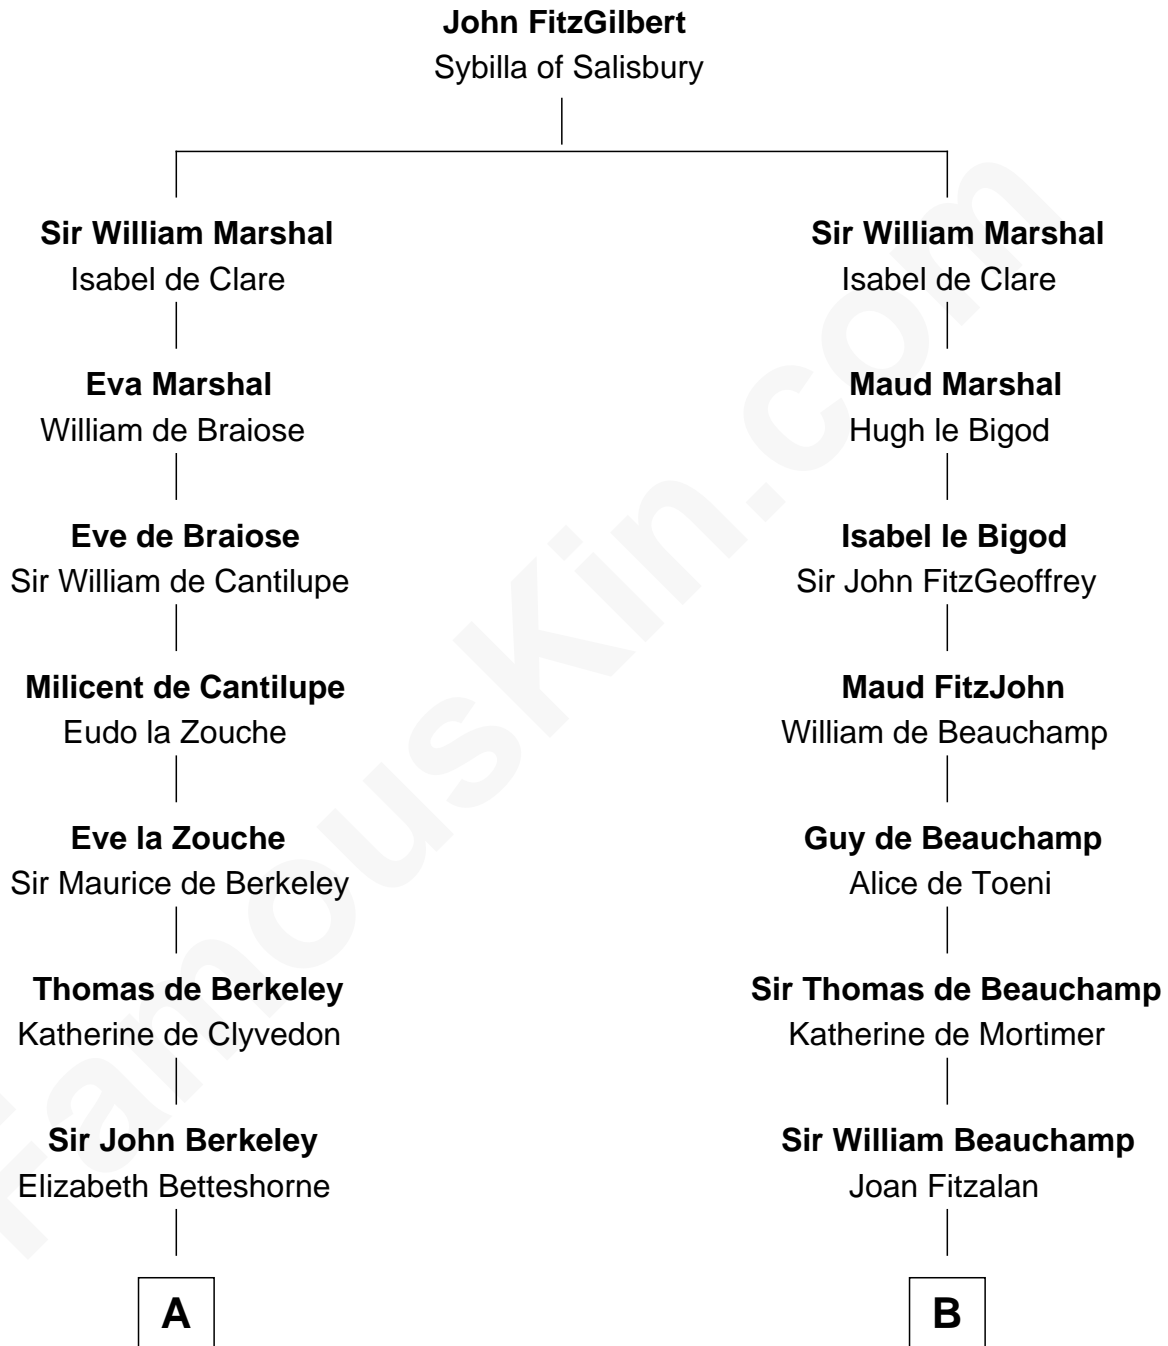 John FitzGilbert
Sybilla of Salisbury
Sir William Marshal
Isabel de Clare
Sir William Marshal
Isabel de Clare
Eva Marshal
William de Braiose
Maud Marshal
Hugh le Bigod
Eve de Braiose
Sir William de Cantilupe
Isabel le Bigod
Sir John FitzGeoffrey
Milicent de Cantilupe
Eudo la Zouche
Maud FitzJohn
William de Beauchamp
Eve la Zouche
Sir Maurice de Berkeley
Guy de Beauchamp
Alice de Toeni
Thomas de Berkeley
Katherine de Clyvedon
Sir Thomas de Beauchamp
Katherine de Mortimer
Sir John Berkeley
Elizabeth Betteshorne
Sir William Beauchamp
Joan Fitzalan
A
B
FamousKin.com